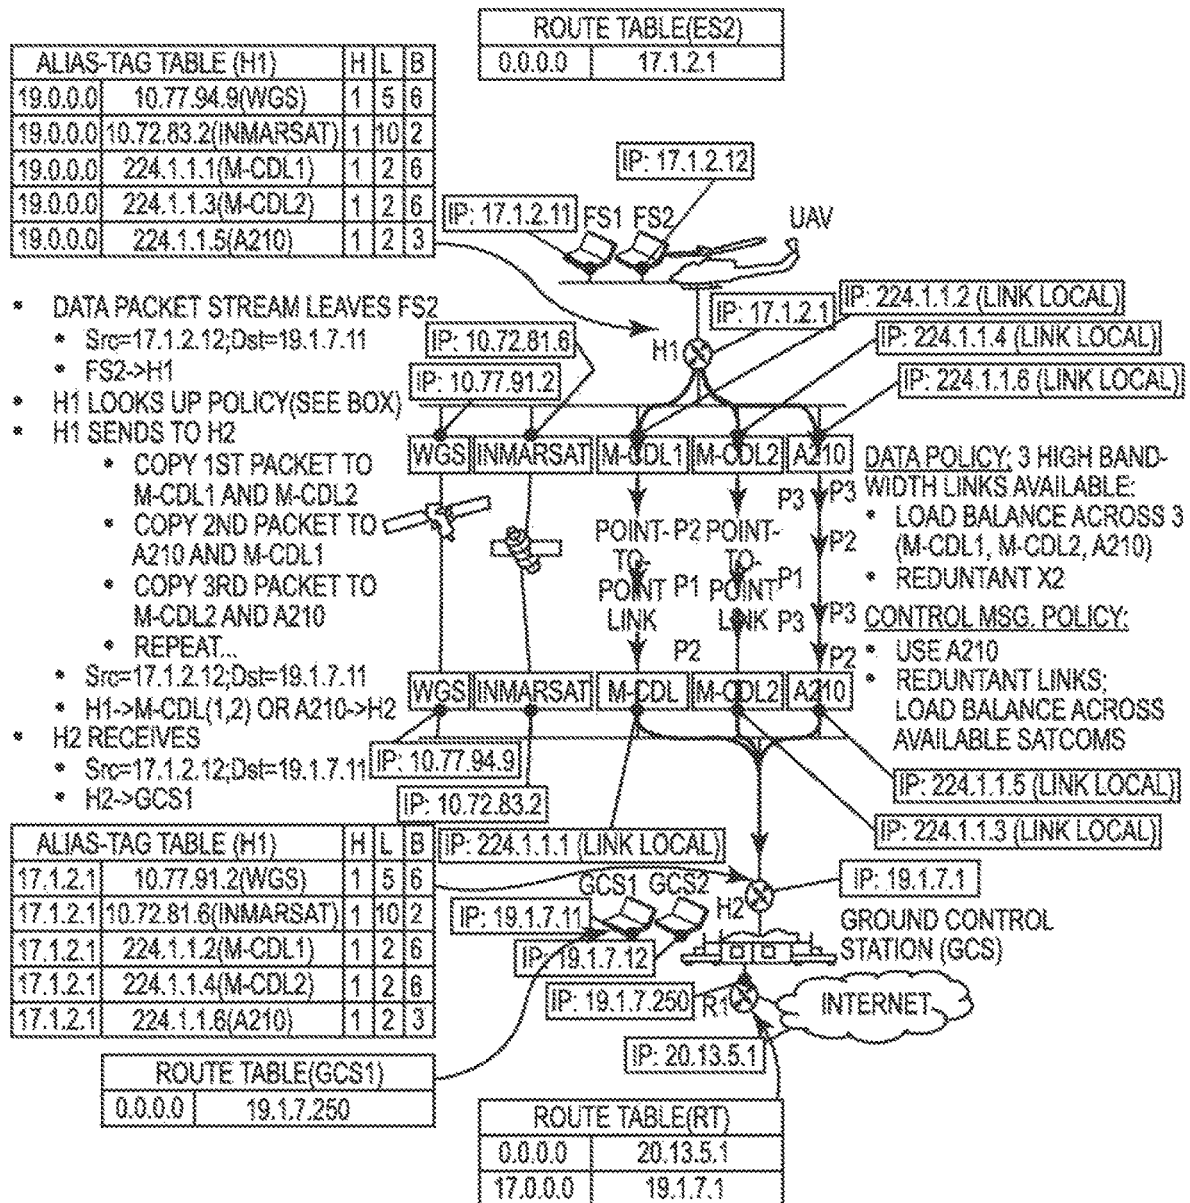 ROUTE TABLE(ES2)
0.0.0.0 17.1.2.1
ALIAS-TAG TABLE (H1) H L B
19.0.0.0 10.77.94.9(WGS) 1 5 6
19.0.0.0 10.72.83.2(INMARSAT) 1 10 2
19.0.0.0 224.1.1.1(M-CDL1) 1 2 6
19.0.0.0 224.1.1.3(M-CDL2) 1 2 6
19.0.0.0 224.1.1.5(A210) 1 2 3
IP: 17.1.2.12
IP: 17.1.2.11
FS1 FS2
UAV
• DATA PACKET STREAM LEAVES FS2
• Src=17.1.2.12;Dst=19.1.7.11
• FS2->H1
• H1 LOOKS UP POLICY(SEE BOX)
• H1 SENDS TO H2
• COPY 1ST PACKET TO
M-CDL1 AND M-CDL2
• COPY 2ND PACKET TO
A210 AND M-CDL1
• COPY 3RD PACKET TO
M-CDL2 AND A210
• REPEAT...
• Src=17.1.2.12;Dst=19.1.7.11
• H1->M-CDL(1,2) OR A210->H2
• H2 RECEIVES
• Src=17.1.2.12;Dst=19.1.7.11
• H2->GCS1
H1
IP: 17.1.2.1
IP: 224.1.1.2 (LINK LOCAL)
IP: 224.1.1.4 (LINK LOCAL)
IP: 224.1.1.6 (LINK LOCAL)
IP: 10.72.81.6
IP: 10.77.91.2
WGS INMARSAT M-CDL1 M-CDL2 A210
P3 P3
POINT-
TO-
POINT
LINK
P2
POINT-
TO-
POINT
LINK
P2
P1 P1
P3 P3
P2 P2
WGS INMARSAT M-CDL M-CDL2 A210
DATA POLICY: 3 HIGH BAND-
WIDTH LINKS AVAILABLE:
• LOAD BALANCE ACROSS 3
(M-CDL1, M-CDL2, A210)
• REDUNTANT X2
CONTROL MSG. POLICY:
• USE A210
• REDUNTANT LINKS;
LOAD BALANCE ACROSS
AVAILABLE SATCOMS
IP: 10.77.94.9
IP: 10.72.83.2
IP: 224.1.1.1 (LINK LOCAL)
IP: 224.1.1.5 (LINK LOCAL)
IP: 224.1.1.3 (LINK LOCAL)
ALIAS-TAG TABLE (H1) H L B
17.1.2.1 10.77.91.2(WGS) 1 5 6
17.1.2.1 10.72.81.6(INMARSAT) 1 10 2
17.1.2.1 224.1.1.2(M-CDL1) 1 2 6
17.1.2.1 224.1.1.4(M-CDL2) 1 2 6
17.1.2.1 224.1.1.6(A210) 1 2 3
GCS1 GCS2
H2
IP: 19.1.7.1
IP: 19.1.7.11
IP: 19.1.7.12
GROUND CONTROL
STATION (GCS)
IP: 19.1.7.250
R1
INTERNET
IP: 20.13.5.1
ROUTE TABLE(GCS1)
0.0.0.0 19.1.7.250
ROUTE TABLE(RT)
0.0.0.0 20.13.5.1
17.0.0.0 19.1.7.1